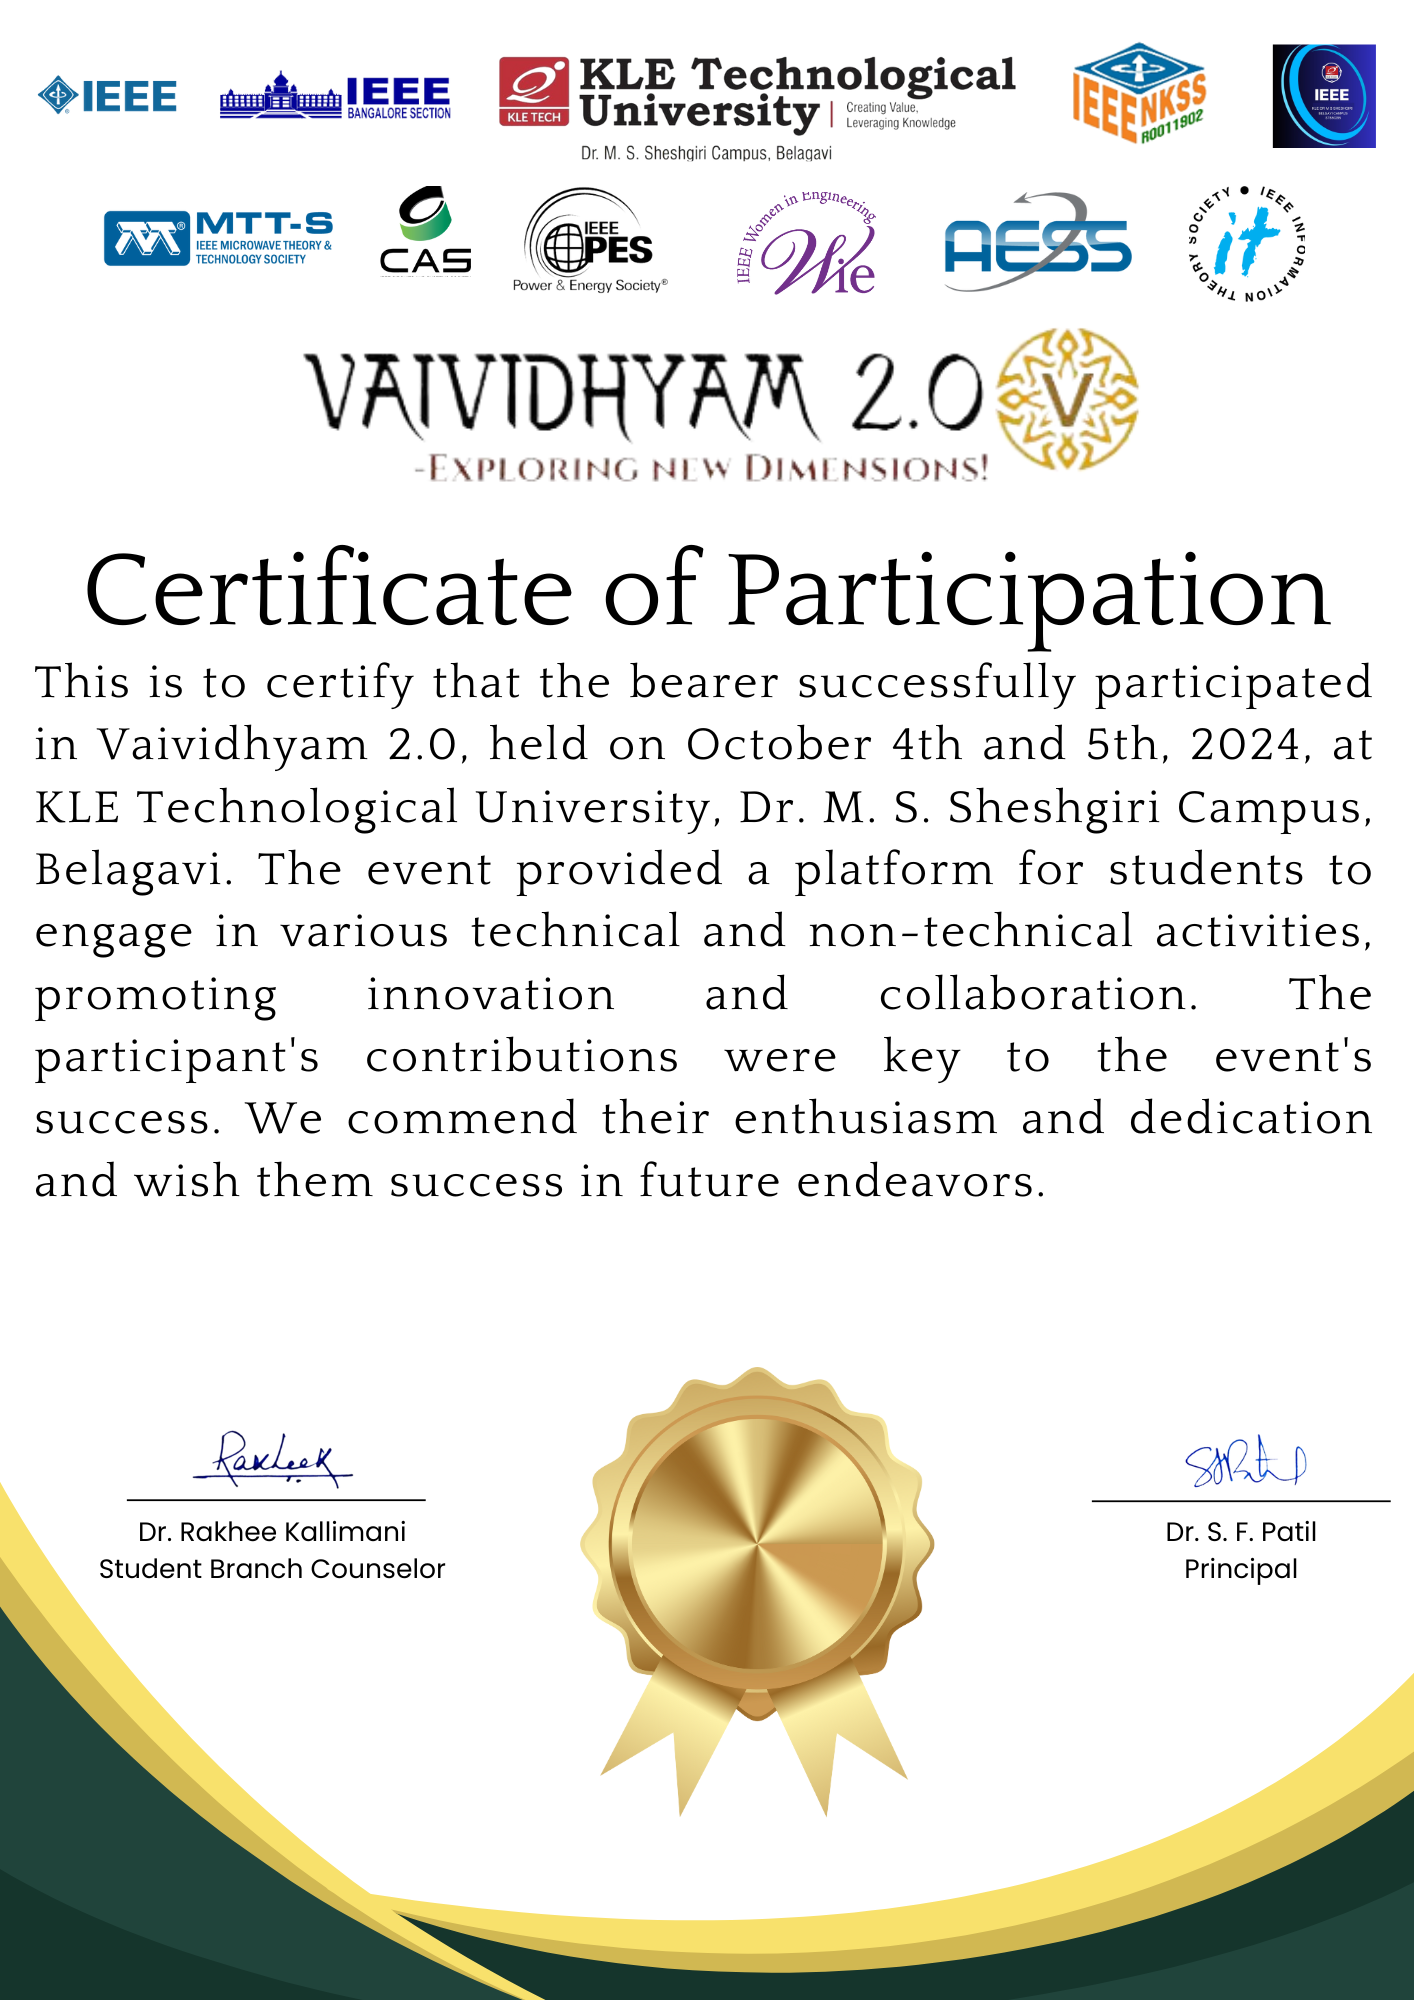 IEEE
IEEE
BANGALORE SECTION
KLE TECH
KLE Technological
University
Creating Value,
Leveraging Knowledge
Dr. M. S. Sheshgiri Campus, Belagavi
IEEE NKSS
R0011902
IEEE
MTT-S
IEEE MICROWAVE THEORY &
TECHNOLOGY SOCIETY
CAS
IEEE
PES
Power & Energy Society®
IEEE Women in Engineering
WIE
AESS
IEEE INFORMATION THEORY SOCIETY
it
VAIVIDHYAM 2.0
V
-EXPLORING NEW DIMENSIONS!
Certificate of Participation
This is to certify that the bearer successfully participated
in Vaividhyam 2.0, held on October 4th and 5th, 2024, at
KLE Technological University, Dr. M. S. Sheshgiri Campus,
Belagavi. The event provided a platform for students to
engage in various technical and non-technical activities,
promoting innovation and collaboration. The
participant's contributions were key to the event's
success. We commend their enthusiasm and dedication
and wish them success in future endeavors.
RakheeK
Dr. Rakhee Kallimani
Student Branch Counselor
Dr. S. F. Patil
Principal